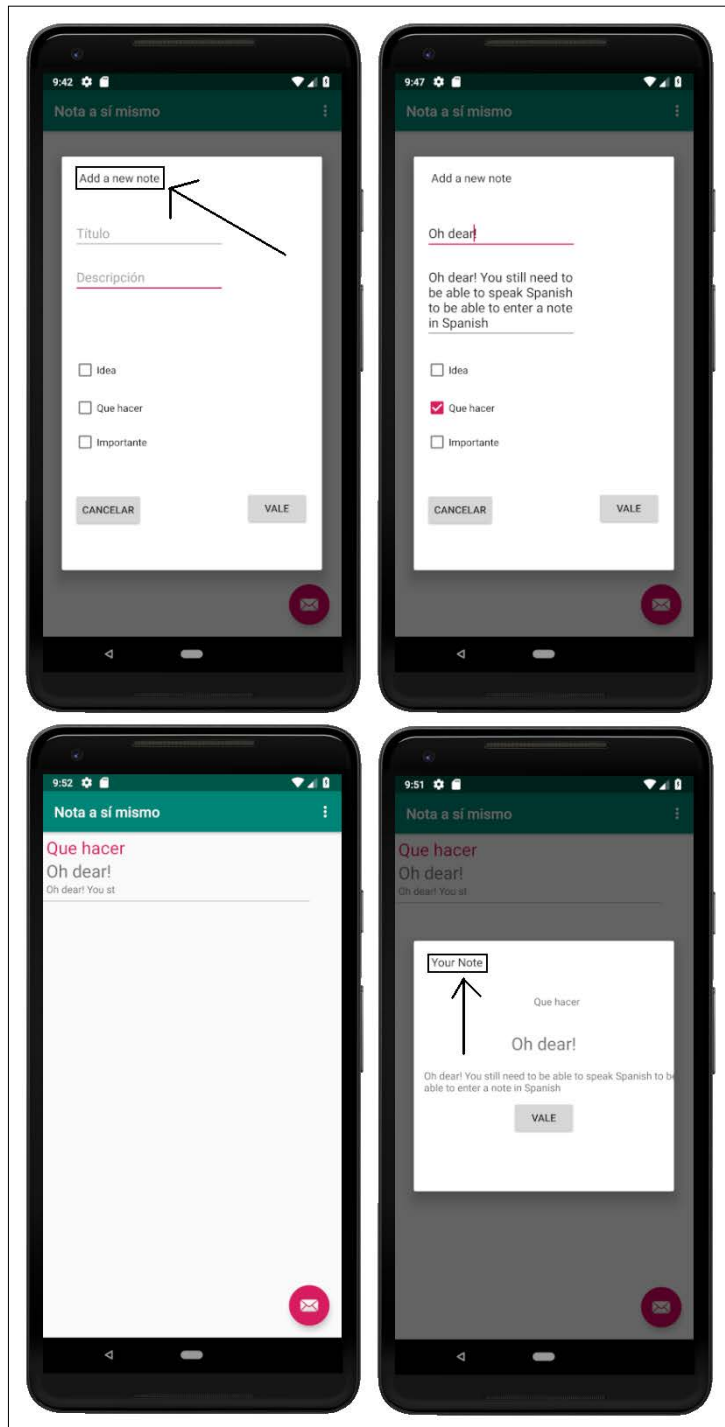 9:42
Nota a sí mismo
Add a new note
Título
Descripción
Idea
Que hacer
Importante
CANCELAR
VALE
9:47
Nota a sí mismo
Add a new note
Oh dear!
Oh dear! You still need to
be able to speak Spanish
to be able to enter a note
in Spanish
Idea
Que hacer
Importante
CANCELAR
VALE
9:52
Nota a sí mismo
Que hacer
Oh dear!
Oh dear! You st
9:51
Nota a sí mismo
Que hacer
Oh dear!
Oh dear! You st
Your Note
Que hacer
Oh dear!
Oh dear! You still need to be able to speak Spanish to be
able to enter a note in Spanish
VALE